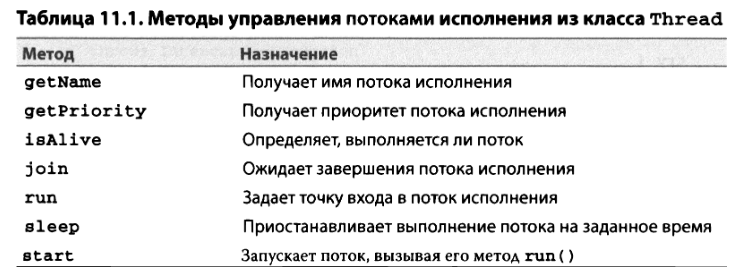 Таблица 11.1. Методы управления потоками исполнения из класса Thread
Метод Назначение
getName Получает имя потока исполнения
getPriority Получает приоритет потока исполнения
isAlive Определяет, выполняется ли поток
join Ожидает завершения потока исполнения
run Задает точку входа в поток исполнения
sleep Приостанавливает выполнение потока на заданное время
start Запускает поток, вызывая его метод run()